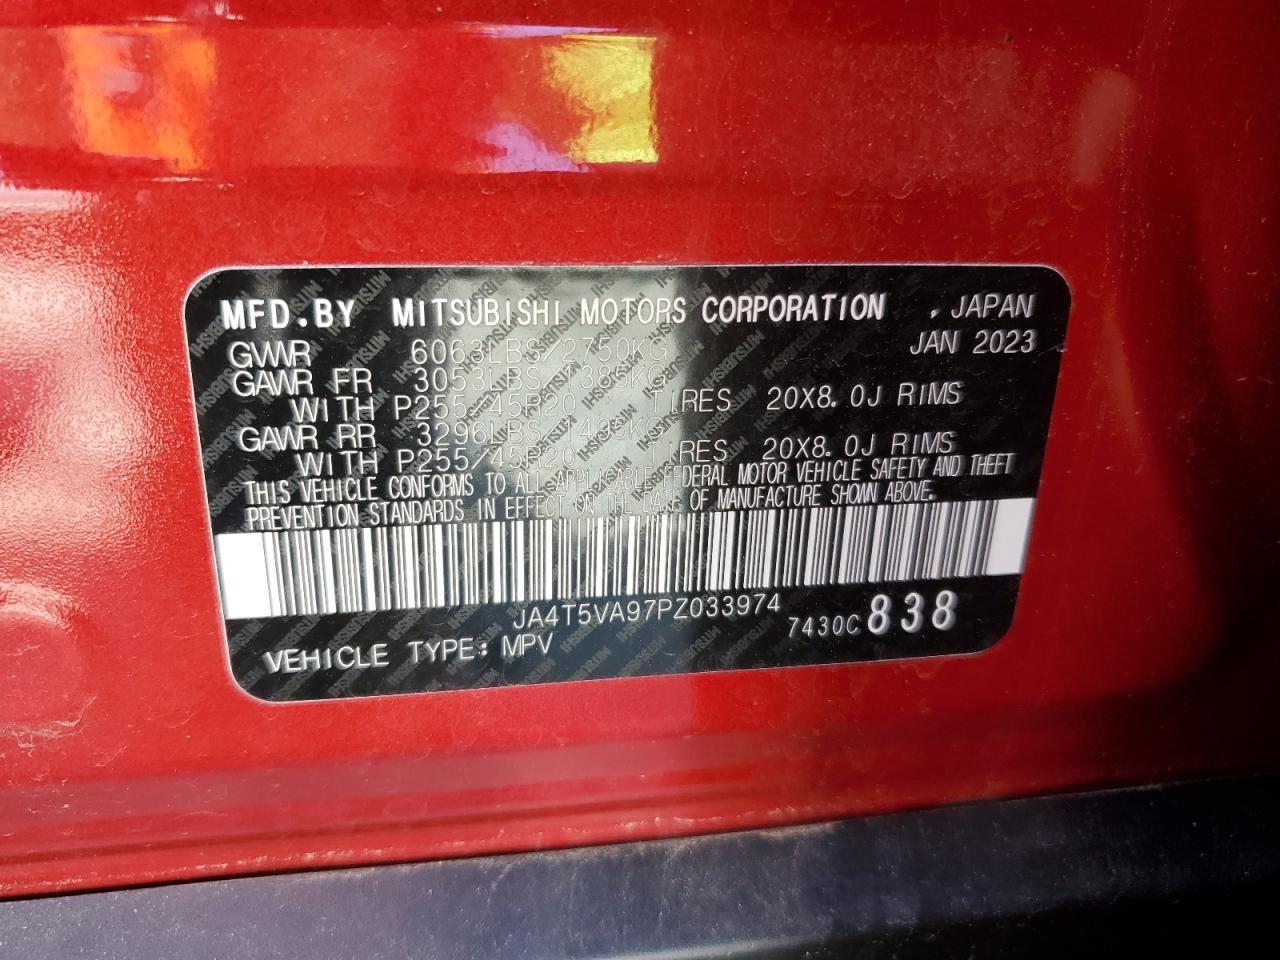 MFD.BY MITSUBISHI MOTORS CORPORATION , JAPAN
JAN 2023
GVWR 6063LBS/2750KG
GAWR FR 3053LBS/1389KG
WITH P255/45R20 TIRES 20X8.0J RIMS
GAWR RR 3296LBS/1495KG
WITH P255/45R20 TIRES 20X8.0J RIMS
THIS VEHICLE CONFORMS TO ALL APPLICABLE FEDERAL MOTOR VEHICLE SAFETY AND THEFT
PREVENTION STANDARDS IN EFFECT ON THE DATE OF MANUFACTURE SHOWN ABOVE.
JA4T5VA97PZ033974 7430C 838
VEHICLE TYPE: MPV